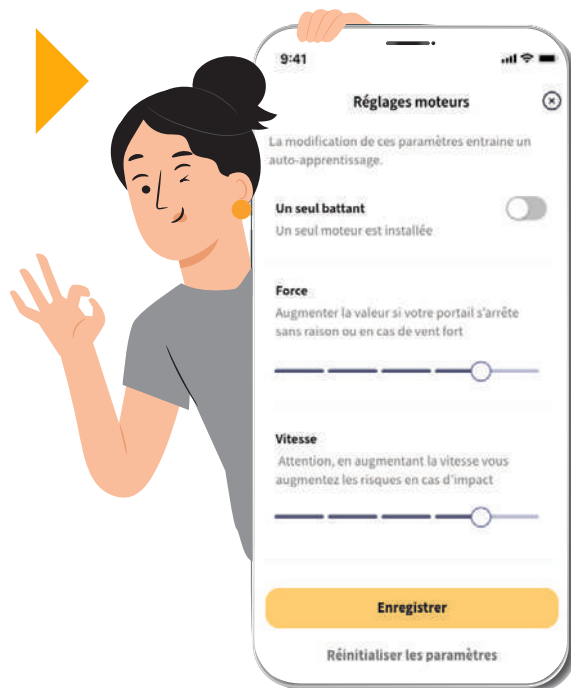 9:41
Réglages moteurs
La modification de ces paramètres entraine un
auto-apprentissage.
Un seul battant
Un seul moteur est installée
Force
Augmenter la valeur si votre portail s'arrête
sans raison ou en cas de vent fort
Vitesse
Attention, en augmentant la vitesse vous
augmentez les risques en cas d'impact
Enregistrer
Réinitialiser les paramètres